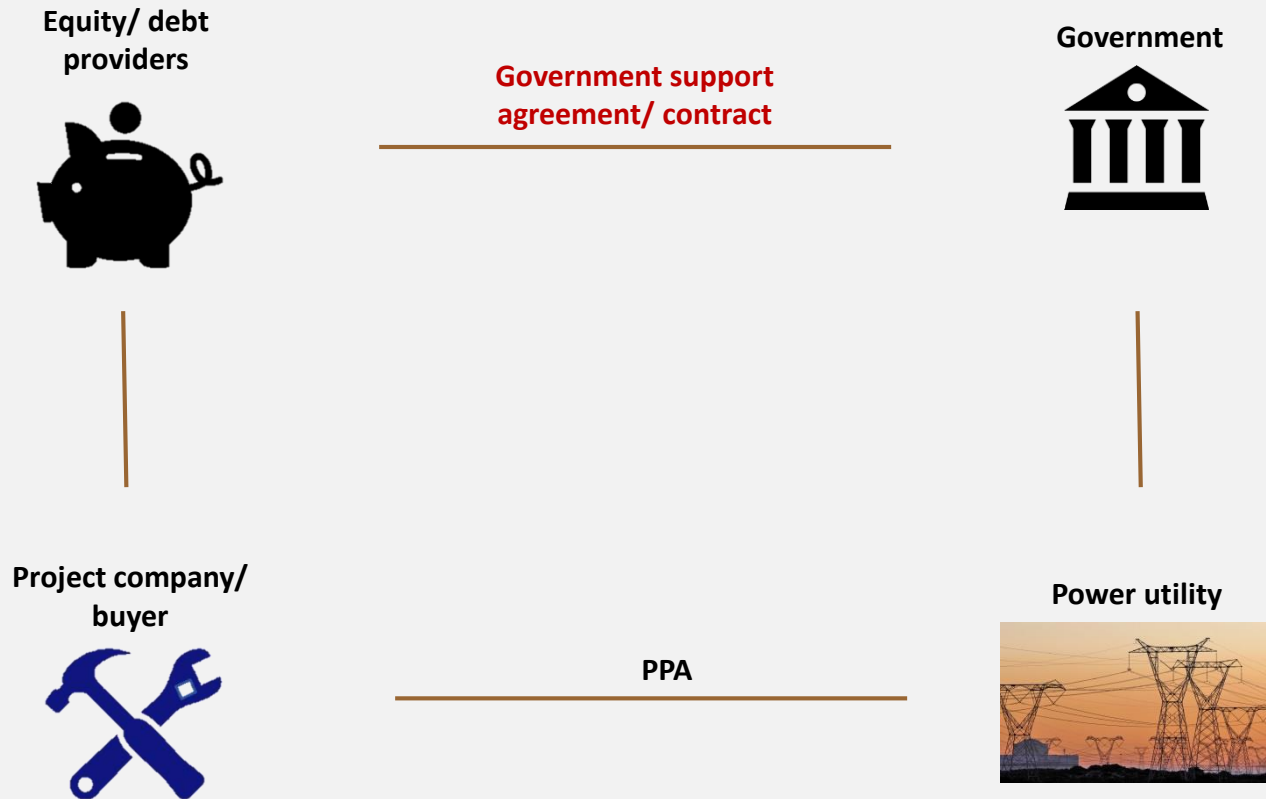 Equity/ debt
providers
Government support
agreement/ contract
Government
Project company/
buyer
PPA
Power utility